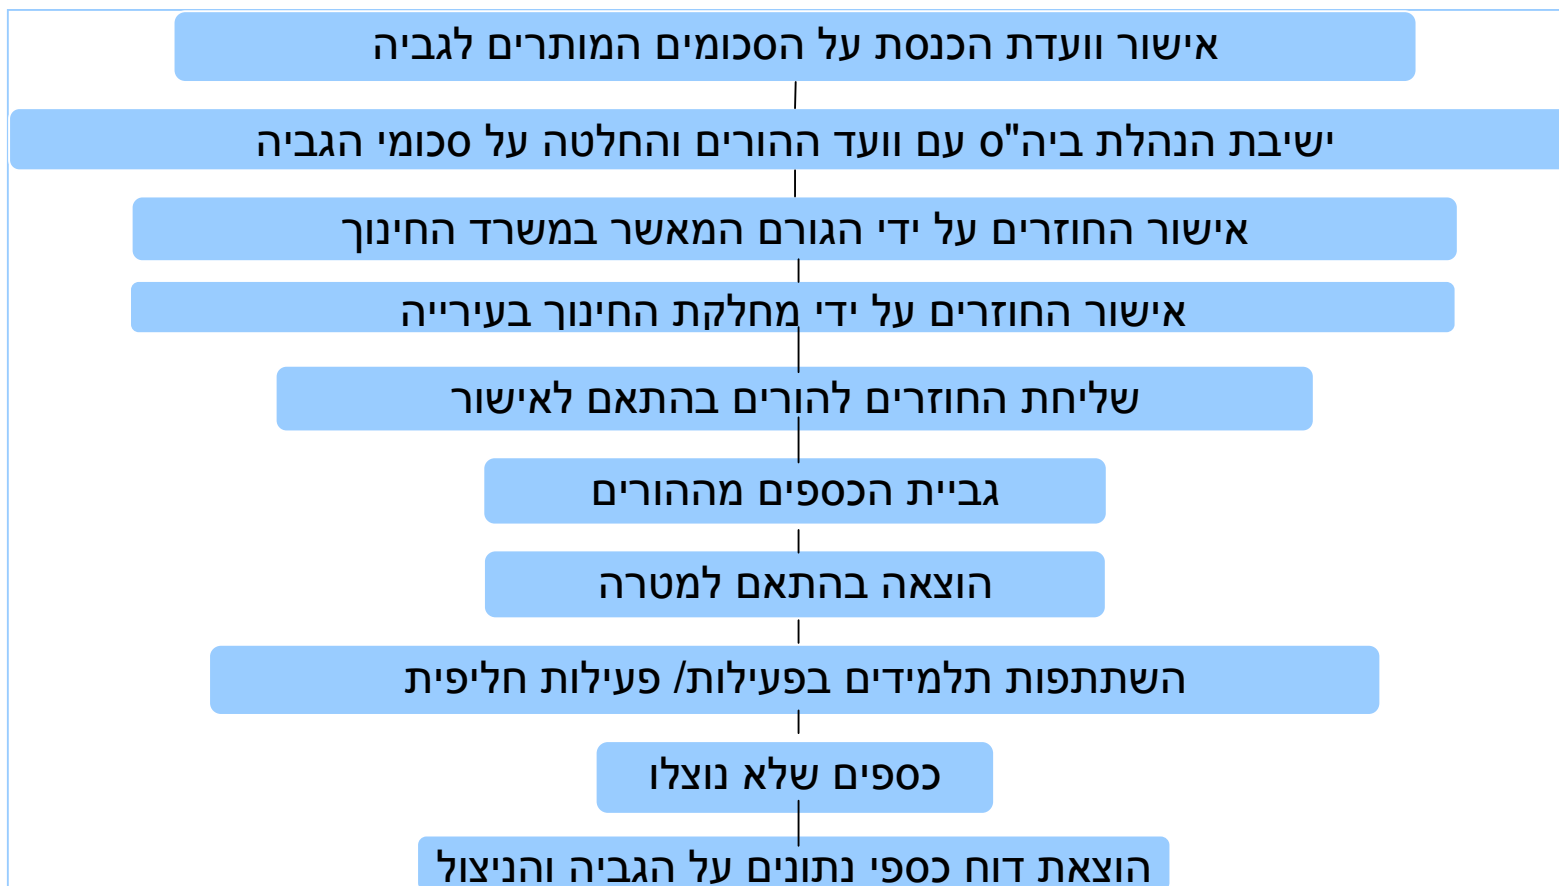 אישור וועדת הכנסת על הסכומים המותרים לגביה
ישיבת הנהלת ביה"ס עם וועד ההורים והחלטה על סכומי הגביה
אישור החוזרים על ידי הגורם המאשר במשרד החינוך
אישור החוזרים על ידי מחלקת החינוך בעירייה
שליחת החוזרים להורים בהתאם לאישור
גביית הכספים מההורים
הוצאה בהתאם למטרה
השתתפות תלמידים בפעילות/ פעילות חליפית
כספים שלא נוצלו
הוצאת דוח כספי נתונים על הגביה והניצול